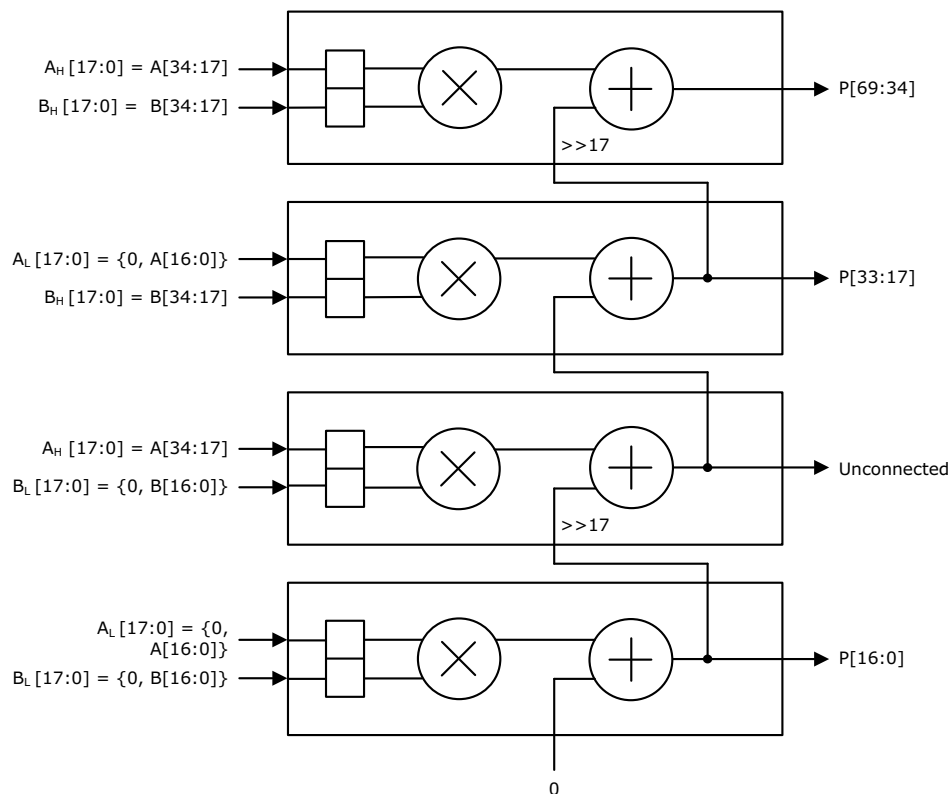 A_H [17:0] = A[34:17]
B_H [17:0] =  B[34:17]
P[69:34]
>>17
A_L [17:0] = {0, A[16:0]}
B_H [17:0] = B[34:17]
P[33:17]
A_H [17:0] = A[34:17]
B_L [17:0] = {0, B[16:0]}
Unconnected
>>17
A_L [17:0] = {0,
A[16:0]}
B_L [17:0] = {0, B[16:0]}
P[16:0]
0